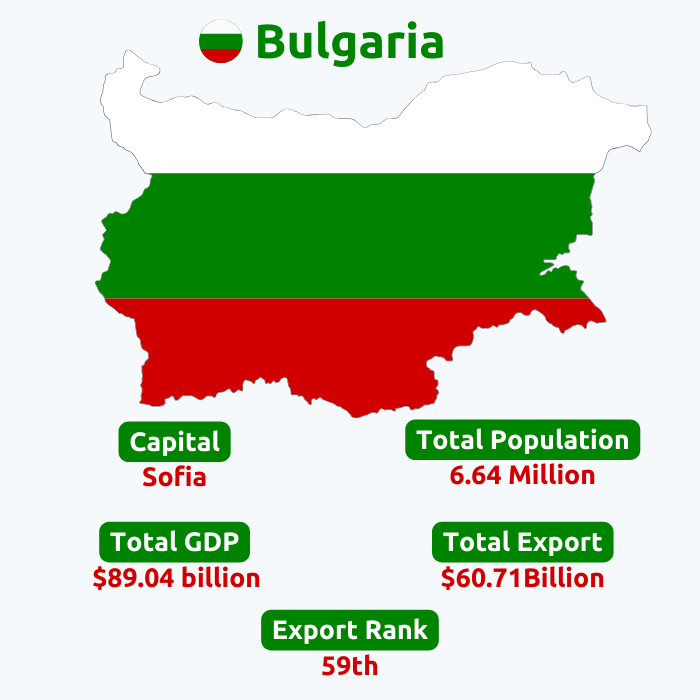 Bulgaria
Capital
Sofia
Total Population
6.64 Million
Total GDP
$89.04 billion
Total Export
$60.71Billion
Export Rank
59th